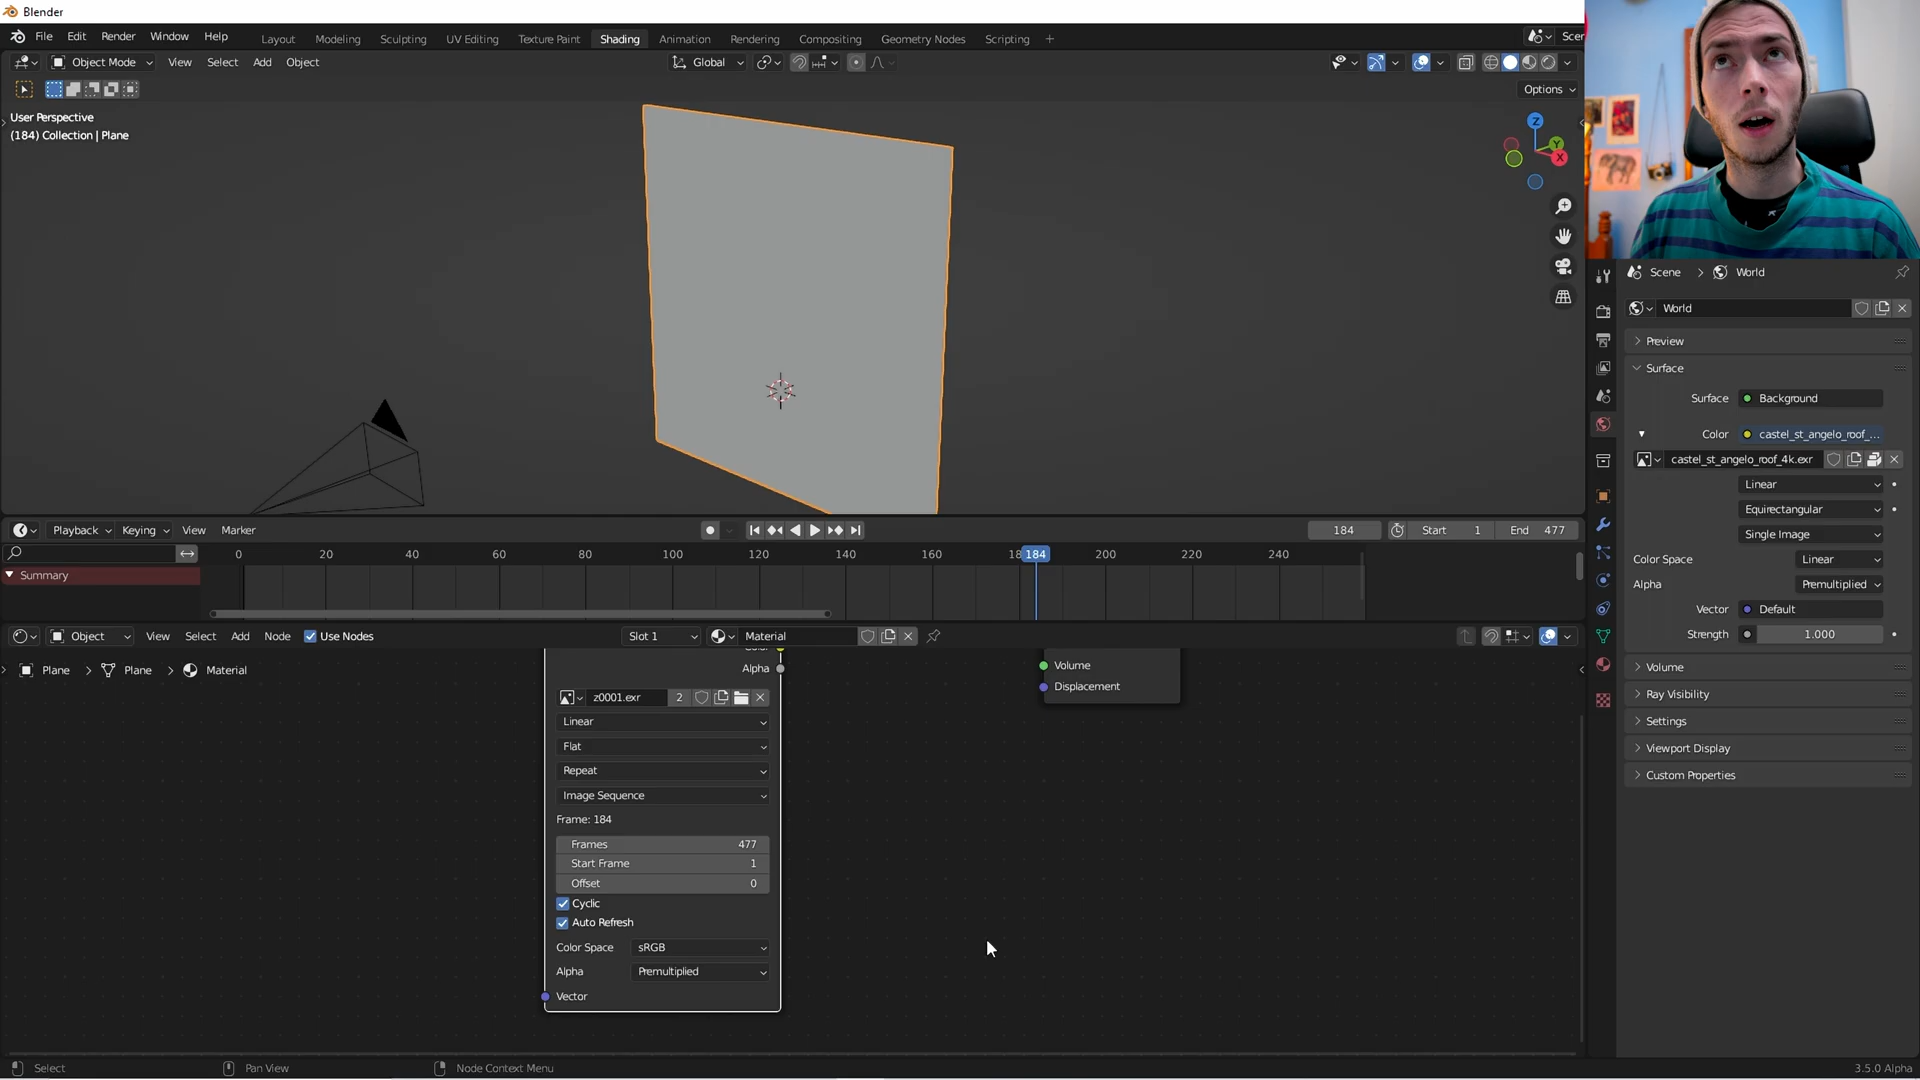 Blender
File Edit Render Window Help Layout Modeling Sculpting UV Editing Texture Paint Shading Animation Rendering Compositing Geometry Nodes Scripting + Scer
Object Mode View Select Add Object Global
Options
User Perspective
(184) Collection | Plane
Z
Y
X
Scene > World
World
Preview
Surface
Surface Background
Color castel_st_angelo_roof_...
castel_st_angelo_roof_4k.exr
Linear
Equirectangular
Single Image
Color Space Linear
Alpha Premultiplied
Vector Default
Strength 1.000
Volume
Ray Visibility
Settings
Viewport Display
Custom Properties
Playback Keying View Marker 184 Start 1 End 477
0 20 40 60 80 100 120 140 160 18 184 200 220 240
Summary
Object View Select Add Node Use Nodes Slot 1 Material
Plane > Plane > Material
Alpha
z0001.exr 2
Linear
Flat
Repeat
Image Sequence
Frame: 184
Frames 477
Start Frame 1
Offset 0
Cyclic
Auto Refresh
Color Space sRGB
Alpha Premultiplied
Vector
Volume
Displacement
Select Pan View Node Context Menu 3.5.0 Alpha